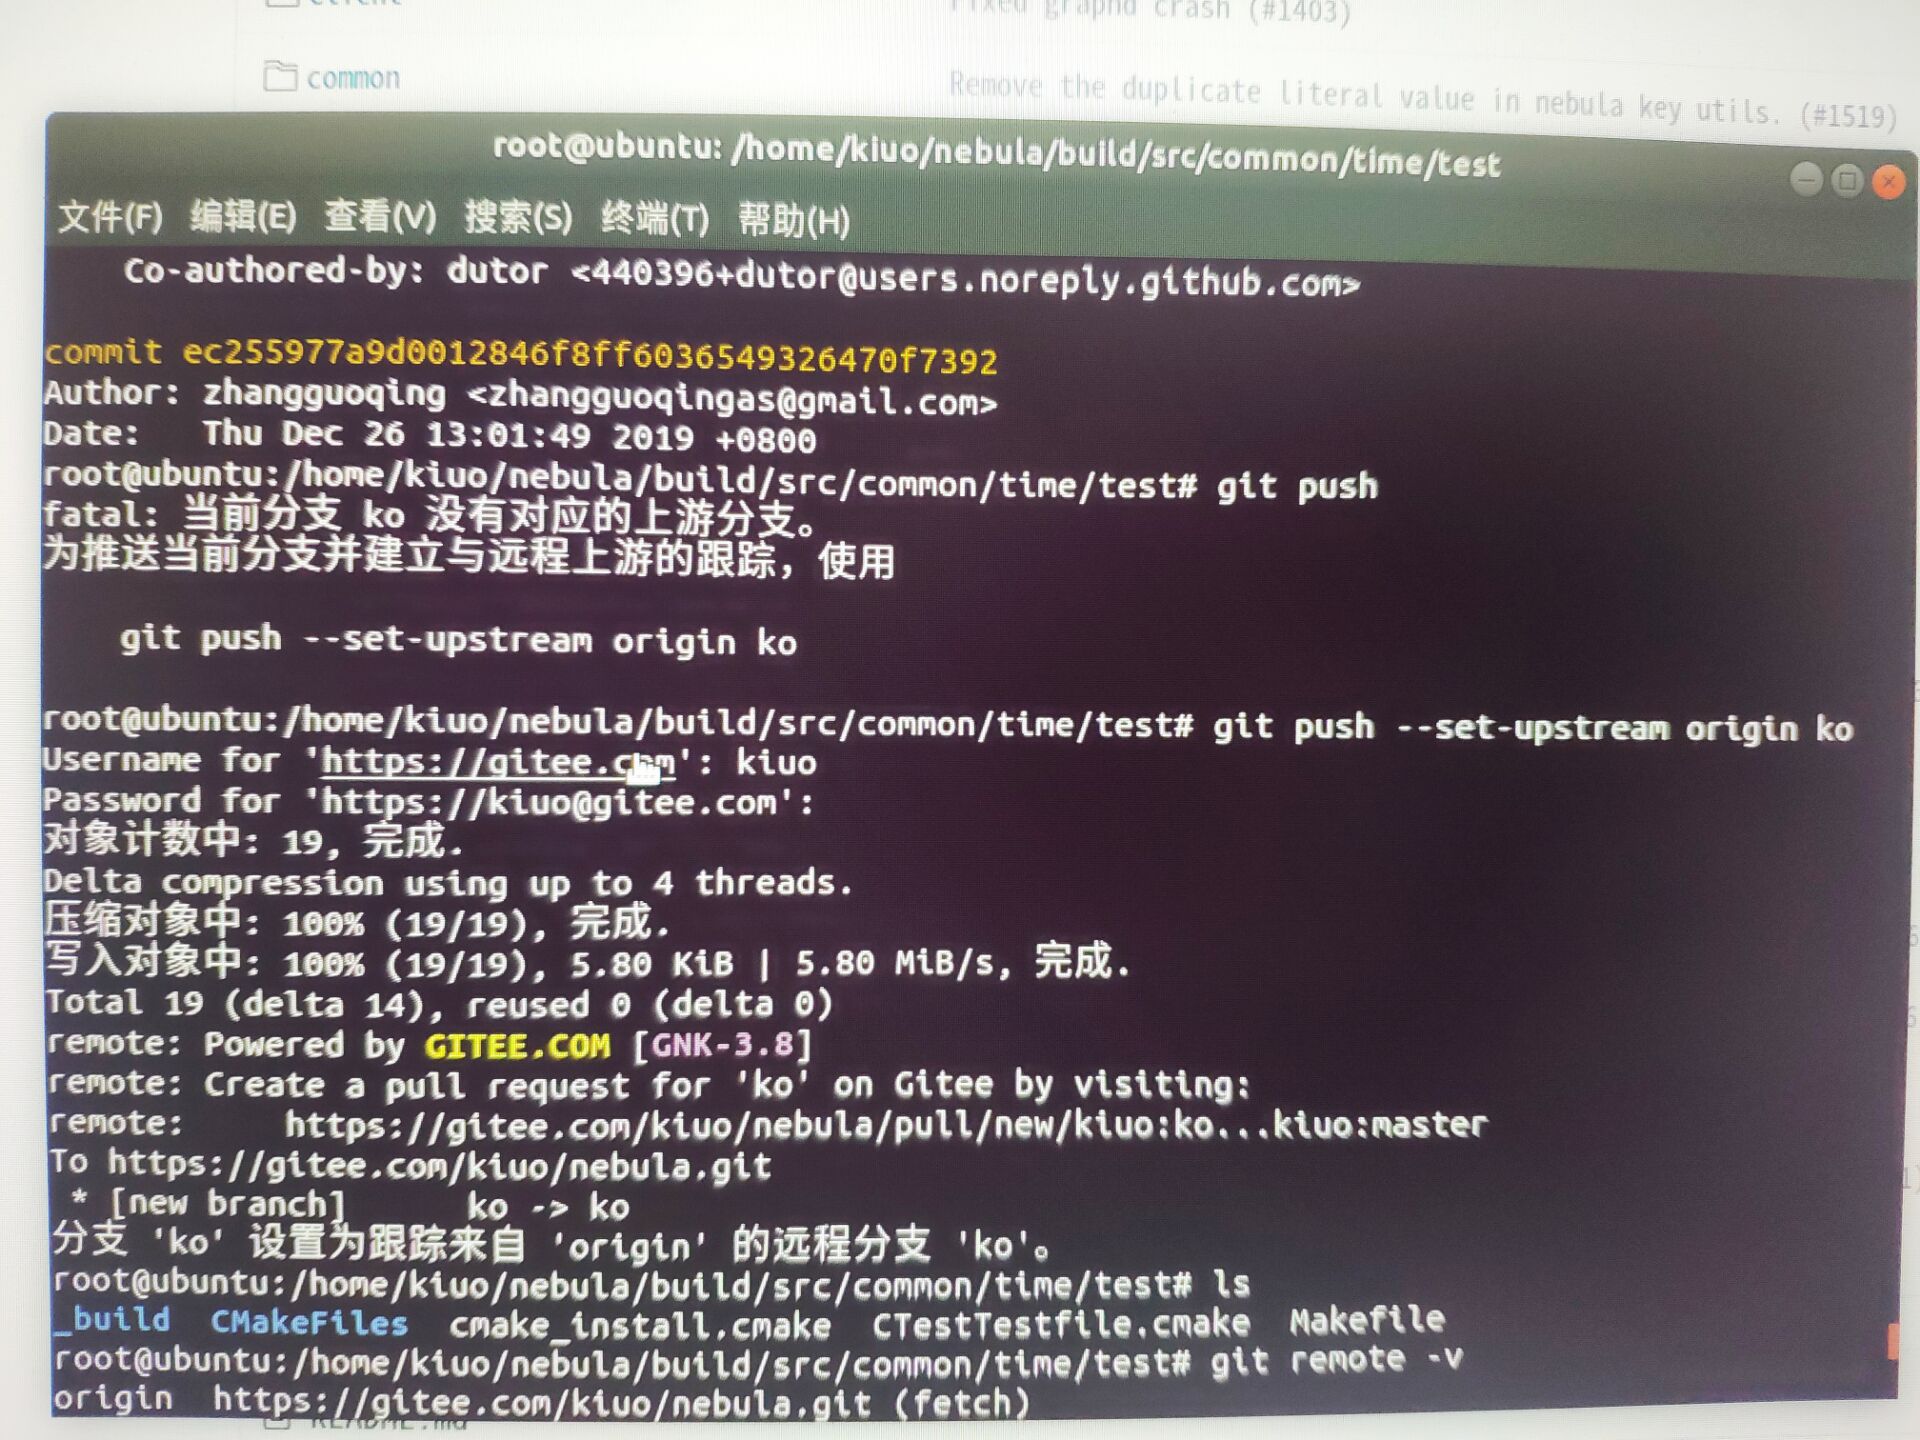 Fixed graphd crash (#1403)
common
Remove the duplicate literal value in nebula key utils. (#1519)
root@ubuntu: /home/kiuo/nebula/build/src/common/time/test
文件(F) 编辑(E) 查看(V) 搜索(S) 终端(T) 帮助(H)
Co-authored-by: dutor <440396+dutor@users.noreply.github.com>
commit ec255977a9d0012846f8ff6036549326470f7392
Author: zhangguoqing <zhangguoqingas@gmail.com>
Date:   Thu Dec 26 13:01:49 2019 +0800
root@ubuntu:/home/kiuo/nebula/build/src/common/time/test# git push
fatal: 当前分支 ko 没有对应的上游分支。
为推送当前分支并建立与远程上游的跟踪，使用
git push --set-upstream origin ko
root@ubuntu:/home/kiuo/nebula/build/src/common/time/test# git push --set-upstream origin ko
Username for 'https://gitee.com': kiuo
Password for 'https://kiuo@gitee.com':
对象计数中: 19, 完成.
Delta compression using up to 4 threads.
压缩对象中: 100% (19/19), 完成.
写入对象中: 100% (19/19), 5.80 KiB | 5.80 MiB/s, 完成.
Total 19 (delta 14), reused 0 (delta 0)
remote: Powered by GITEE.COM [GNK-3.8]
remote: Create a pull request for 'ko' on Gitee by visiting:
remote:     https://gitee.com/kiuo/nebula/pull/new/kiuo:ko...kiuo:master
To https://gitee.com/kiuo/nebula.git
* [new branch]      ko -> ko
分支 'ko' 设置为跟踪来自 'origin' 的远程分支 'ko'。
root@ubuntu:/home/kiuo/nebula/build/src/common/time/test# ls
_build  CMakeFiles  cmake_install.cmake  CTestTestfile.cmake  Makefile
root@ubuntu:/home/kiuo/nebula/build/src/common/time/test# git remote -v
origin  https://gitee.com/kiuo/nebula.git (fetch)
README.md